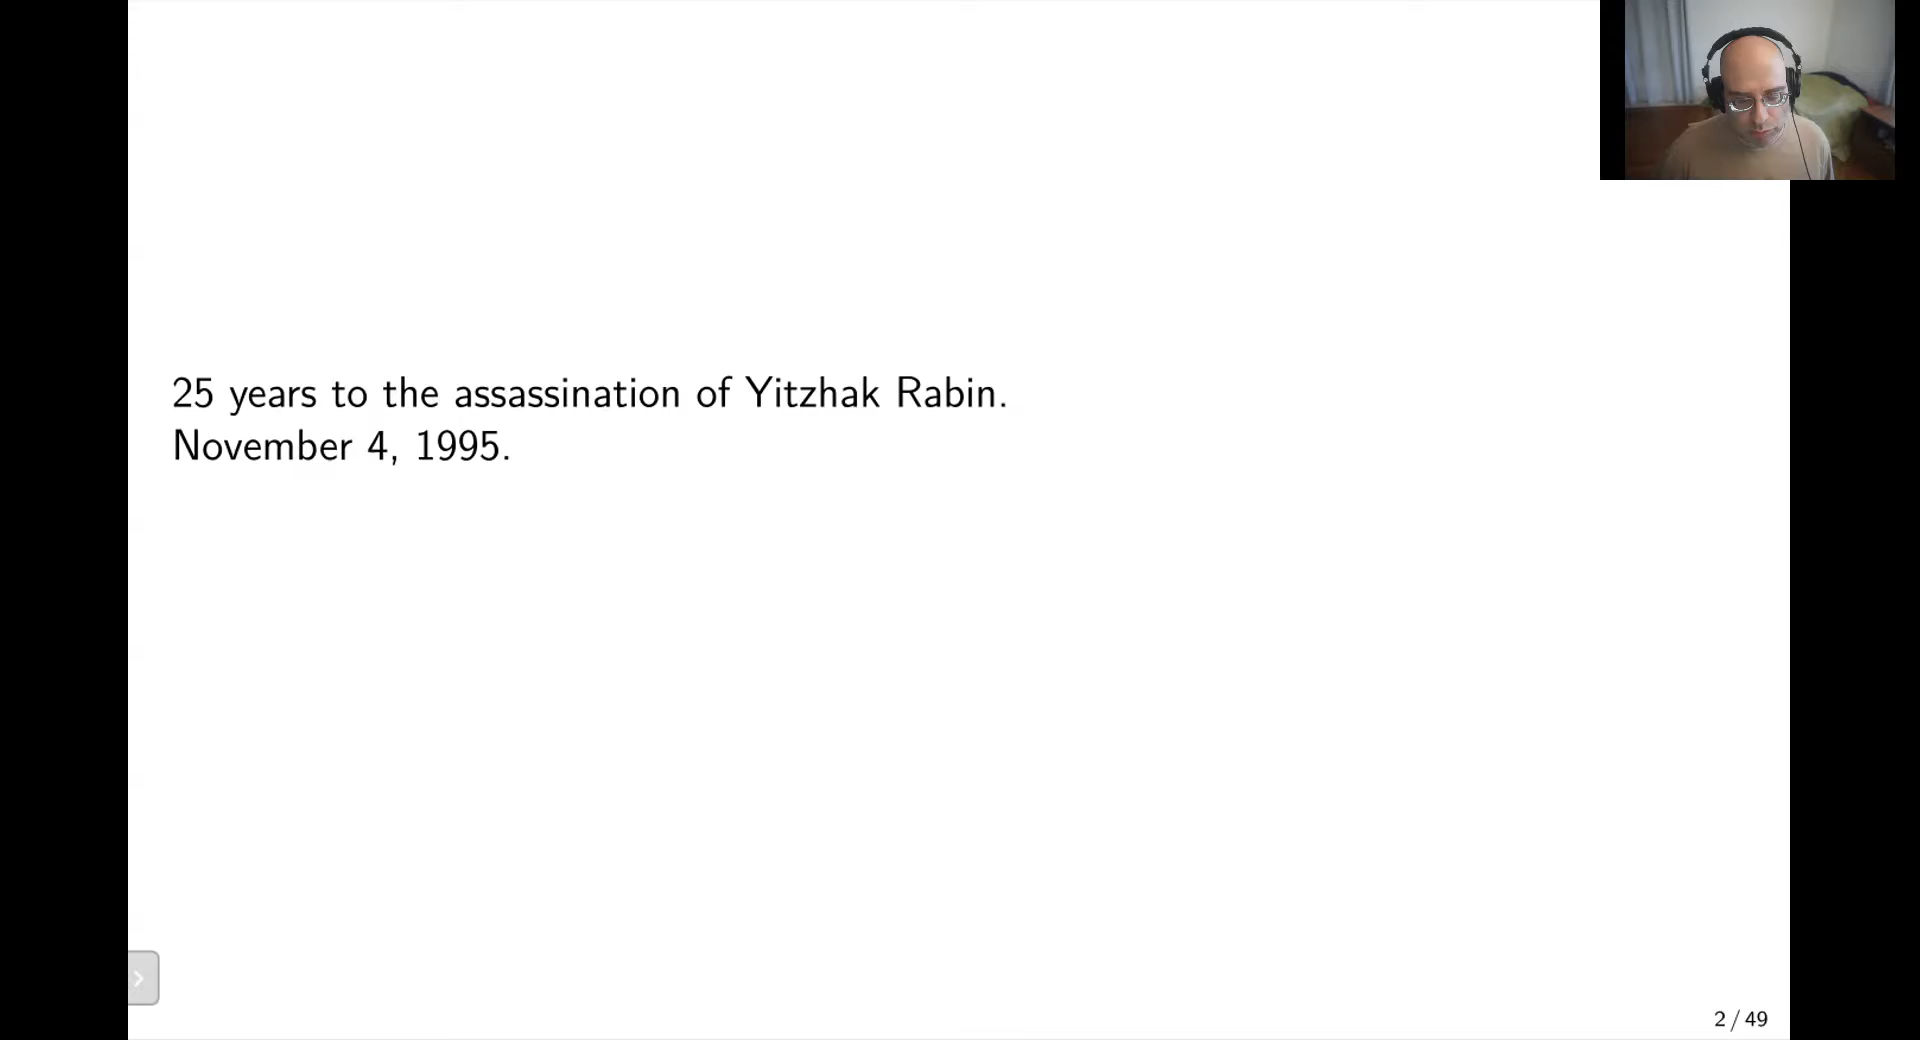 25 years to the assassination of Yitzhak Rabin.
November 4, 1995.
2 / 49